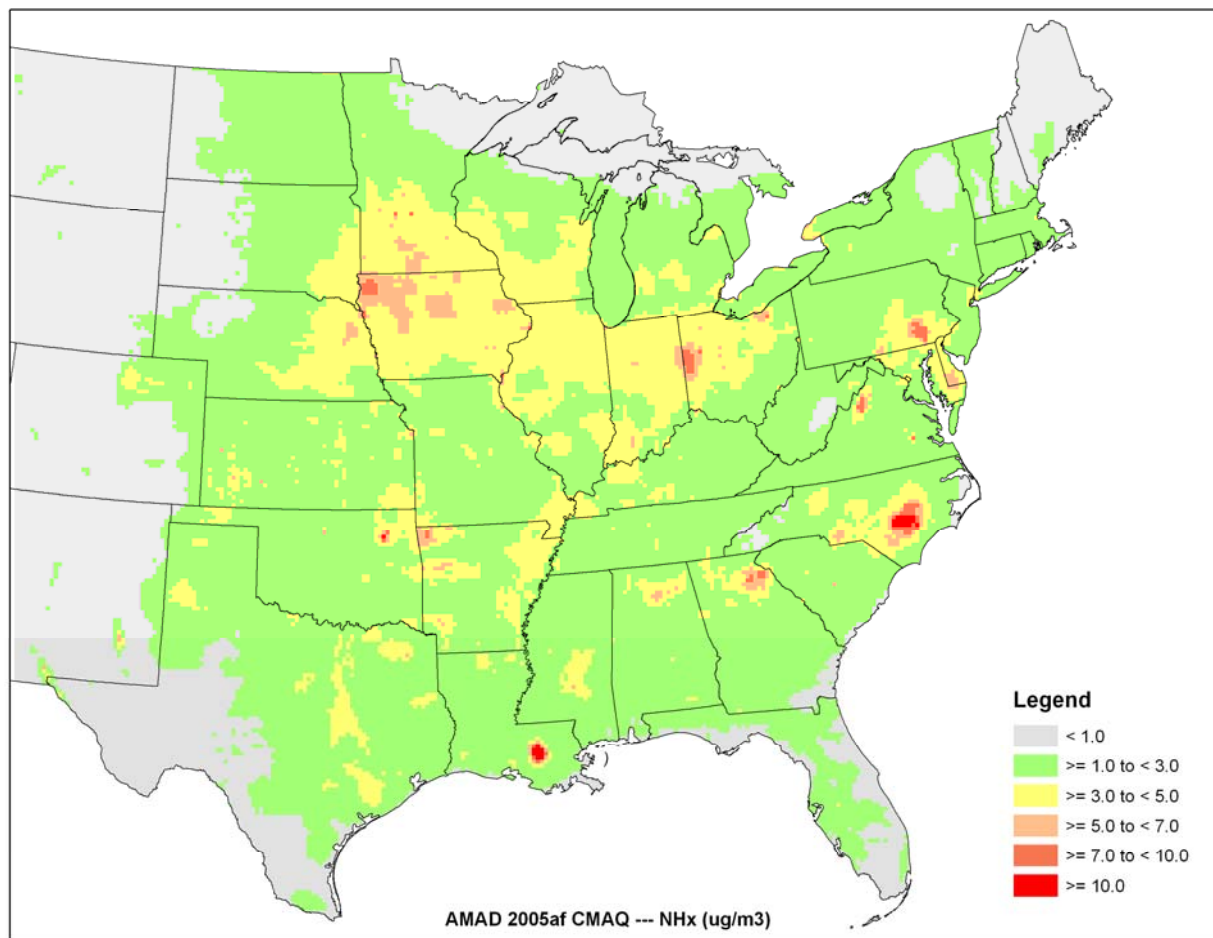 Legend
< 1.0
>= 1.0 to < 3.0
>= 3.0 to < 5.0
>= 5.0 to < 7.0
>= 7.0 to < 10.0
>= 10.0
AMAD 2005af CMAQ --- NHx (ug/m3)